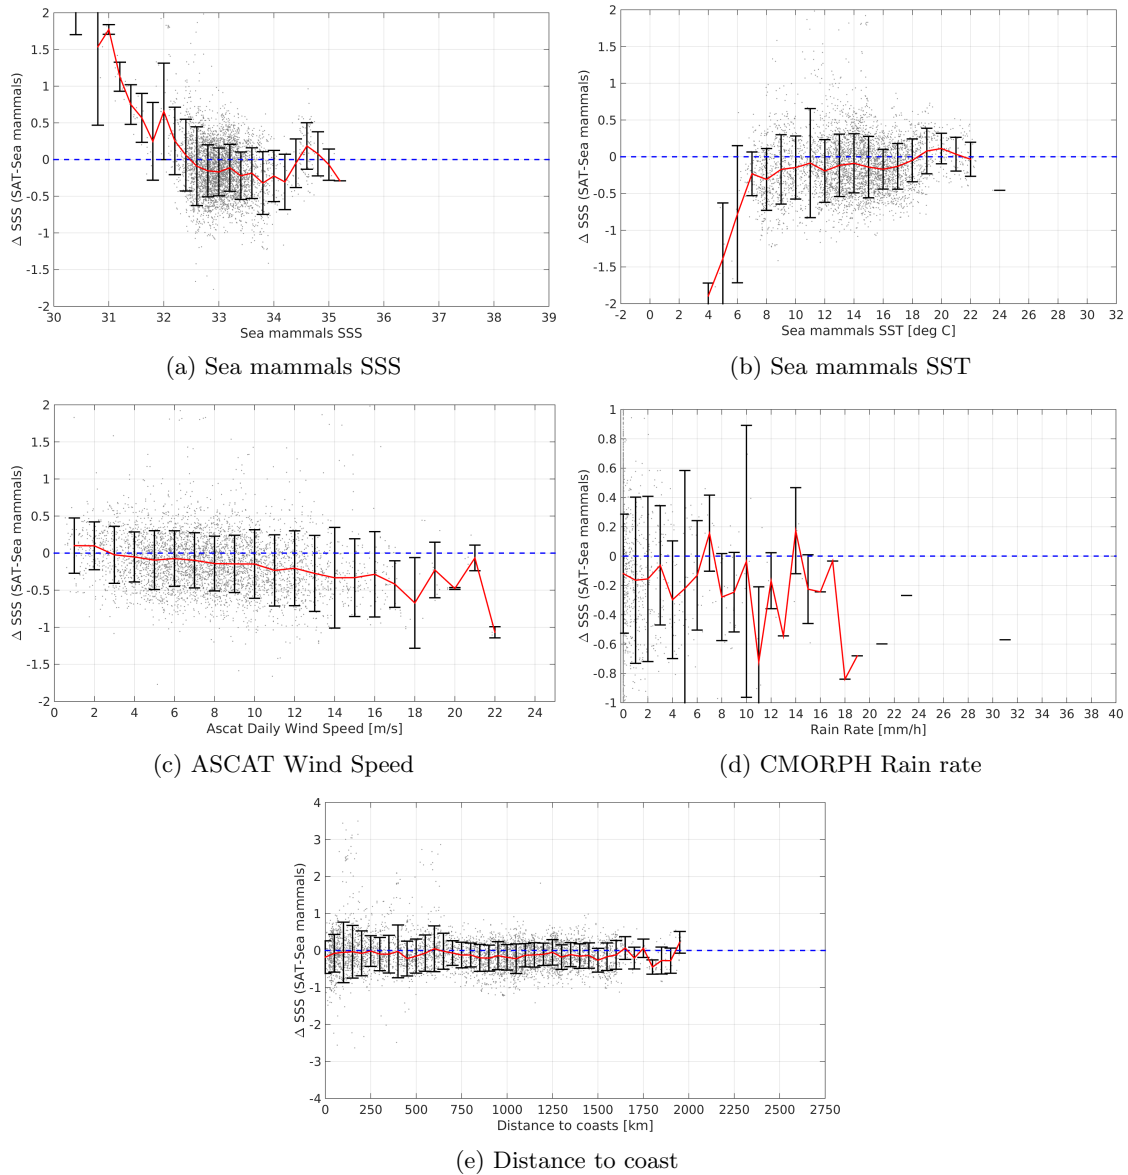 Δ SSS (SAT-Sea mammals)
2
1.5
1
0.5
0
-0.5
-1
-1.5
-2
30 31 32 33 34 35 36 37 38 39
Sea mammals SSS
(a) Sea mammals SSS
Δ SSS (SAT-Sea mammals)
2
1.5
1
0.5
0
-0.5
-1
-1.5
-2
-2 0 2 4 6 8 10 12 14 16 18 20 22 24 26 28 30 32
Sea mammals SST [deg C]
(b) Sea mammals SST
Δ SSS (SAT-Sea mammals)
2
1.5
1
0.5
0
-0.5
-1
-1.5
-2
0 2 4 6 8 10 12 14 16 18 20 22 24
Ascat Daily Wind Speed [m/s]
(c) ASCAT Wind Speed
Δ SSS (SAT-Sea mammals)
1
0.8
0.6
0.4
0.2
0
-0.2
-0.4
-0.6
-0.8
-1
0 2 4 6 8 10 12 14 16 18 20 22 24 26 28 30 32 34 36 38 40
Rain Rate [mm/h]
(d) CMORPH Rain rate
Δ SSS (SAT-Sea mammals)
4
3
2
1
0
-1
-2
-3
-4
0 250 500 750 1000 1250 1500 1750 2000 2250 2500 2750
Distance to coasts [km]
(e) Distance to coast